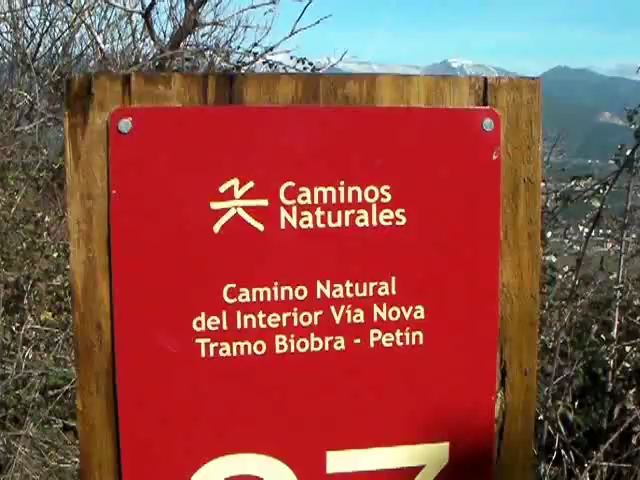 Caminos
Naturales
Camino Natural
del Interior Vía Nova
Tramo Biobra - Petín